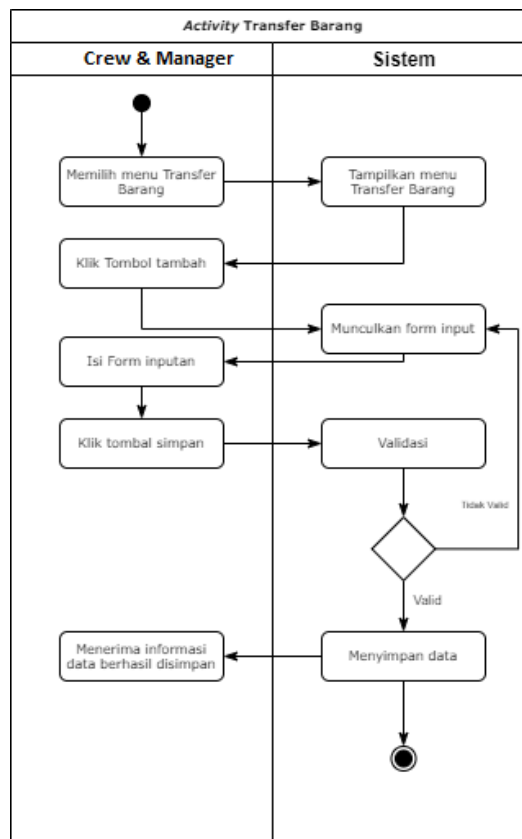 Activity Transfer Barang
Crew & Manager
Sistem
Memilih menu Transfer
Barang
Tampilkan menu
Transfer Barang
Klik Tombol tambah
Munculkan form input
Isi Form inputan
Klik tombal simpan
Validasi
Tidak Valid
Valid
Menerima informasi
data berhasil disimpan
Menyimpan data